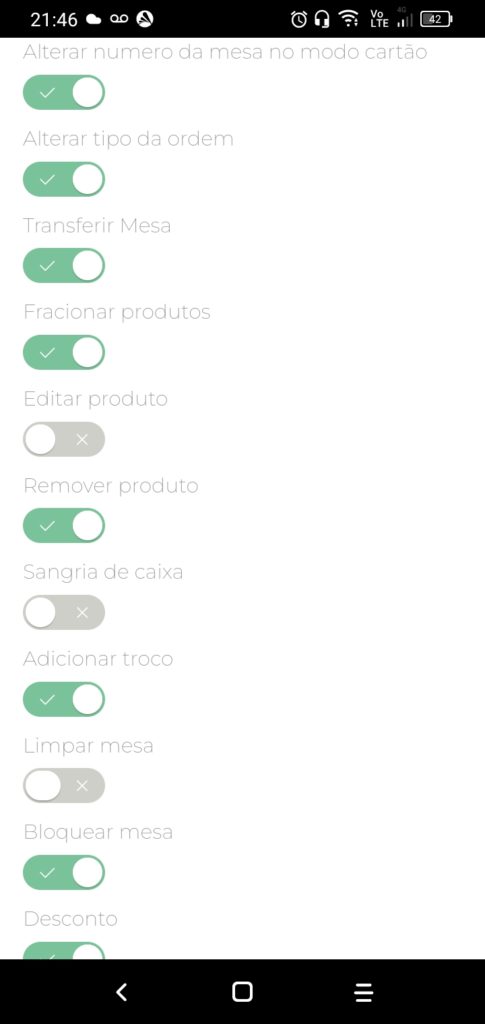 21:46
Vo
LTE
4G
42
Alterar numero da mesa no modo cartão
Alterar tipo da ordem
Transferir Mesa
Fracionar produtos
Editar produto
Remover produto
Sangria de caixa
Adicionar troco
Limpar mesa
Bloquear mesa
Desconto